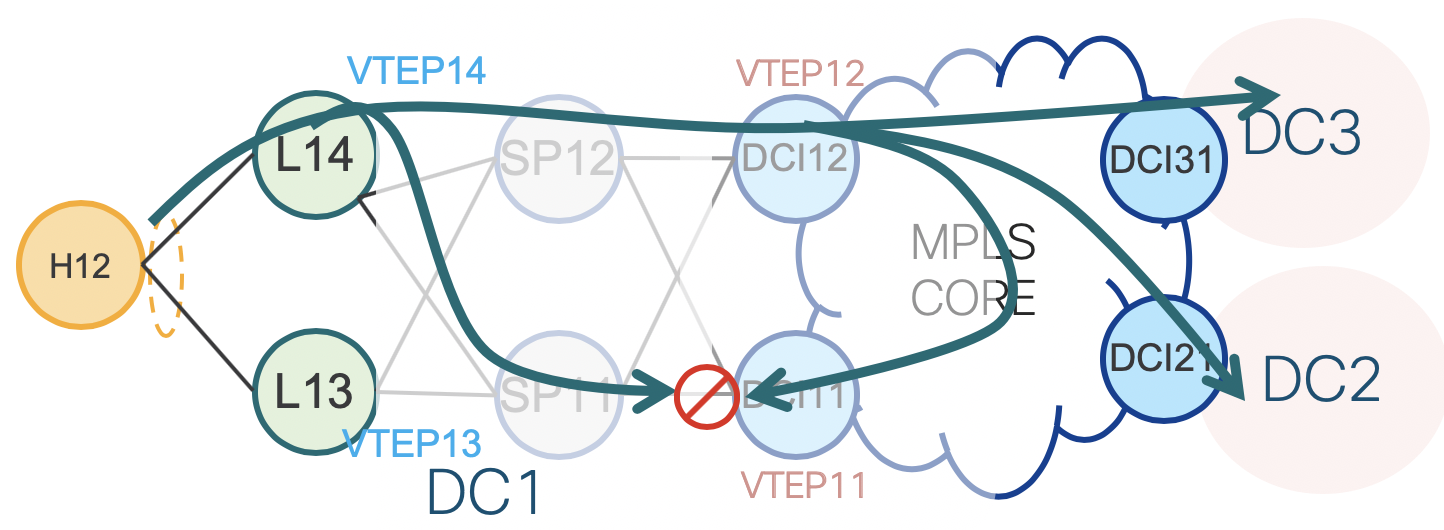 VTEP14
VTEP12
L14
SP12
DCI12
DCI31
DC3
H12
MPLS
CORE
L13
SP11
DCI11
DCI21
DC2
VTEP13
VTEP11
DC1